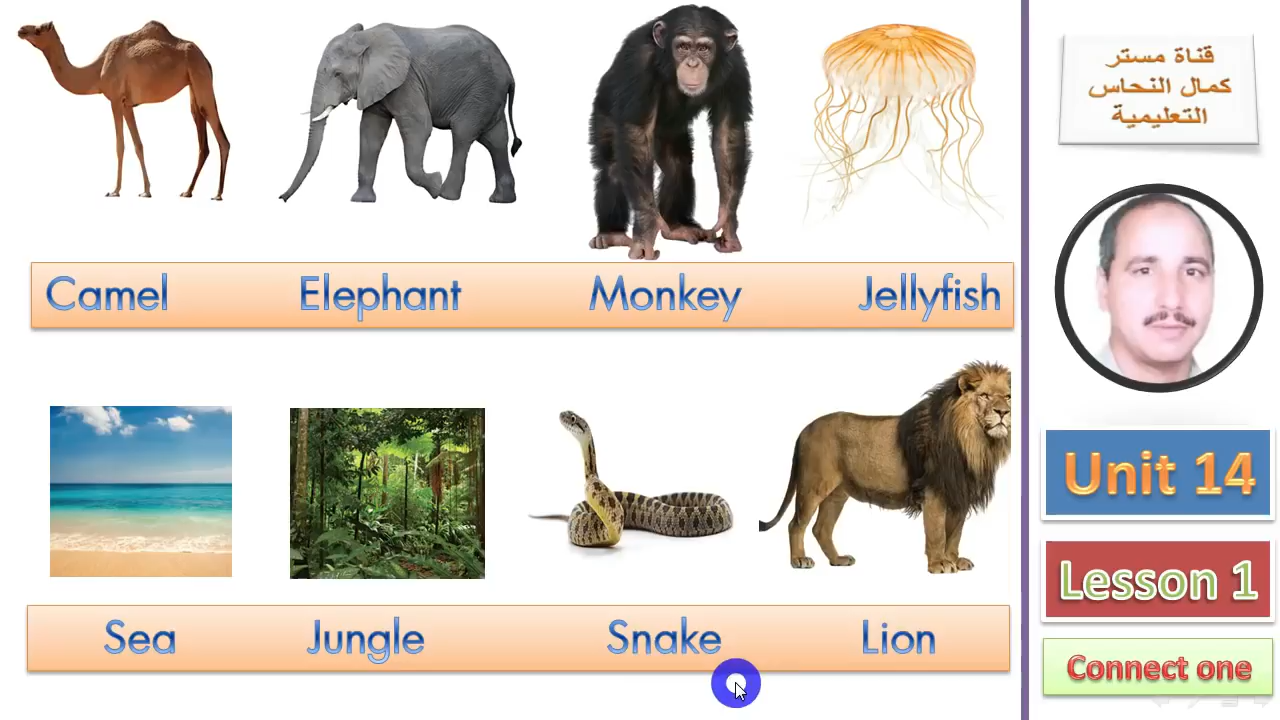 Camel Elephant Monkey Jellyfish
Sea Jungle Snake Lion
قناة مستر
كمال النحاس
التعليمية
Unit 14
Lesson 1
Connect one